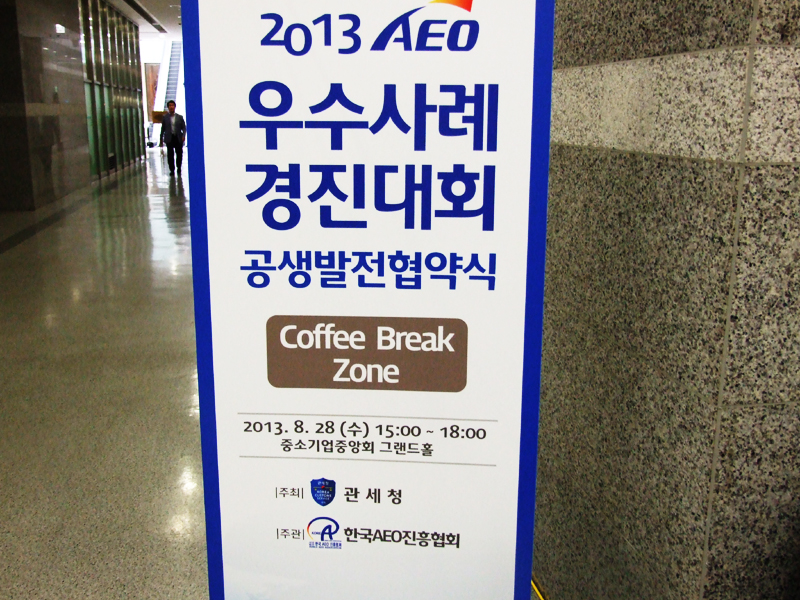 2013 AEO
우수사례
경진대회
공생발전협약식
Coffee Break
Zone
2013. 8. 28 (수) 15:00 ~ 18:00
중소기업중앙회 그랜드홀
|주최| 관세청
|주관| 한국AEO진흥협회